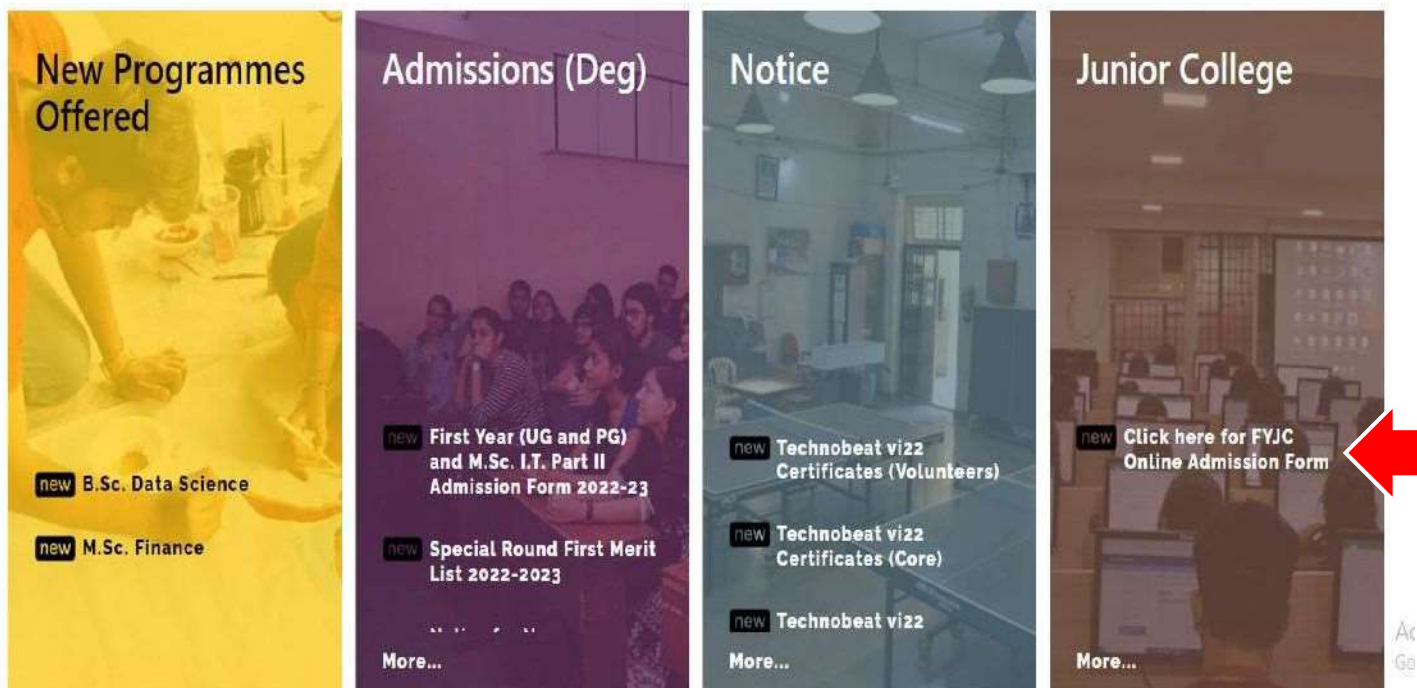 New Programmes
Offered
new B.Sc. Data Science
new M.Sc. Finance
Admissions (Deg)
new First Year (UG and PG)
and M.Sc. I.T. Part II
Admission Form 2022-23
new Special Round First Merit
List 2022-2023
More...
Notice
new Technobeat vi22
Certificates (Volunteers)
new Technobeat vi22
Certificates (Core)
new Technobeat vi22
More...
Junior College
new Click here for FYJC
Online Admission Form
More...